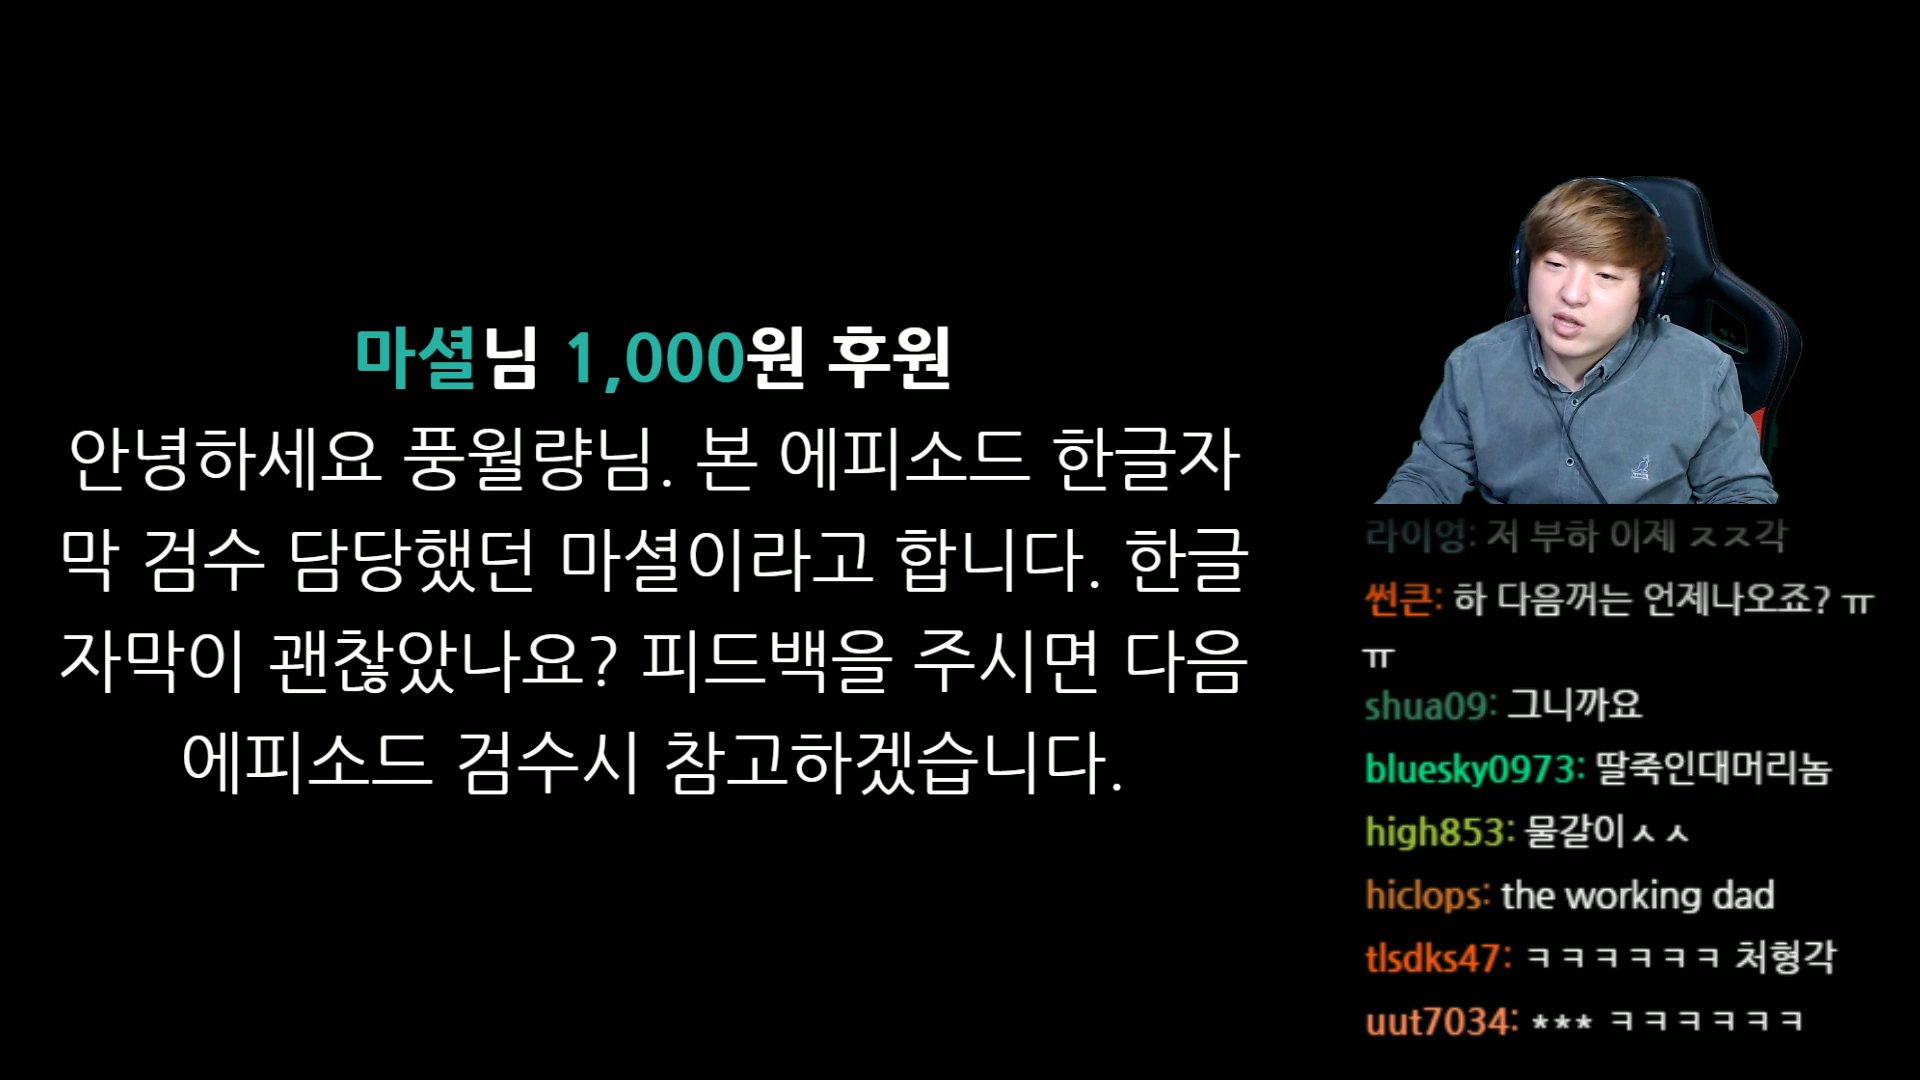 마셜님 1,000원 후원
안녕하세요 풍월량님. 본 에피소드 한글자
막 검수 담당했던 마셜이라고 합니다. 한글
자막이 괜찮았나요? 피드백을 주시면 다음
에피소드 검수시 참고하겠습니다.
라이엉: 저 부하 이제 ㅈㅈ각
썬큰: 하 다음꺼는 언제나오죠? ㅠ
ㅠ
shua09: 그니까요
bluesky0973: 딸죽인대머리놈
high853: 물갈이ㅅㅅ
hiclops: the working dad
tlsdks47: ㅋㅋㅋㅋㅋㅋ 처형각
uut7034: *** ㅋㅋㅋㅋㅋㅋ